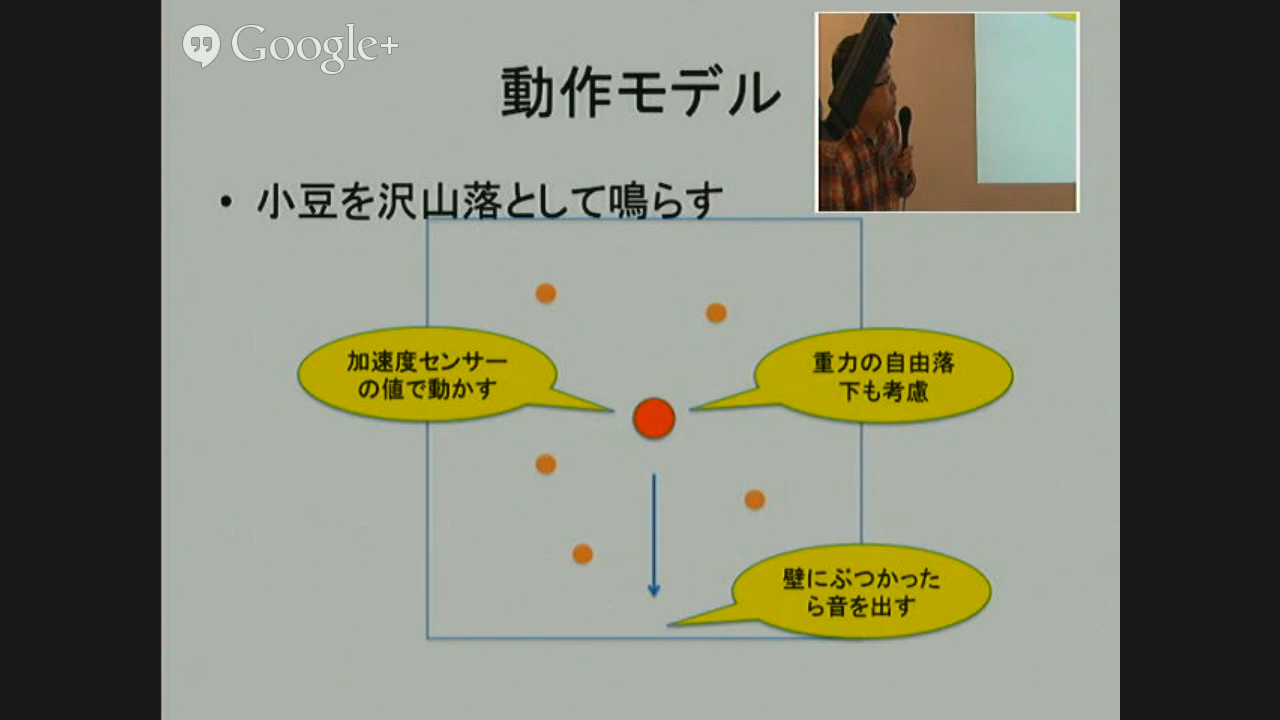 Google+
動作モデル
• 小豆を沢山落として鳴らす
加速度センサー
の値で動かす
重力の自由落
下も考慮
壁にぶつかった
ら音を出す